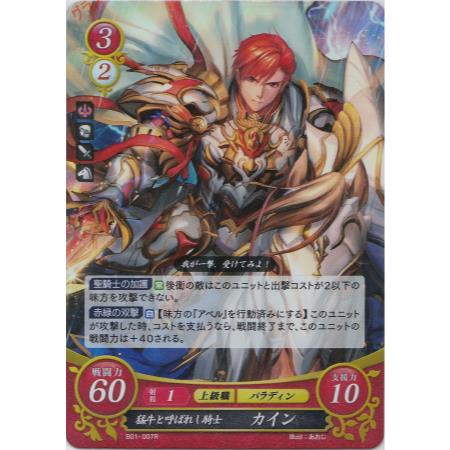 3
2
我が一撃、受けてみよ!
聖騎士の加護 常 後衛の敵はこのユニットと出撃コストが2以下の
味方を攻撃できない。
赤緑の双撃 自 【味方の『アベル』を行動済みにする】このユニット
が攻撃した時、コストを支払うなら、戦闘終了まで、このユニットの
戦闘力は+40される。
戦闘力
60
射程
1
上級職
パラディン
支援力
10
猛牛と呼ばれし騎士 カイン
B01-007R
Illust:あおじ